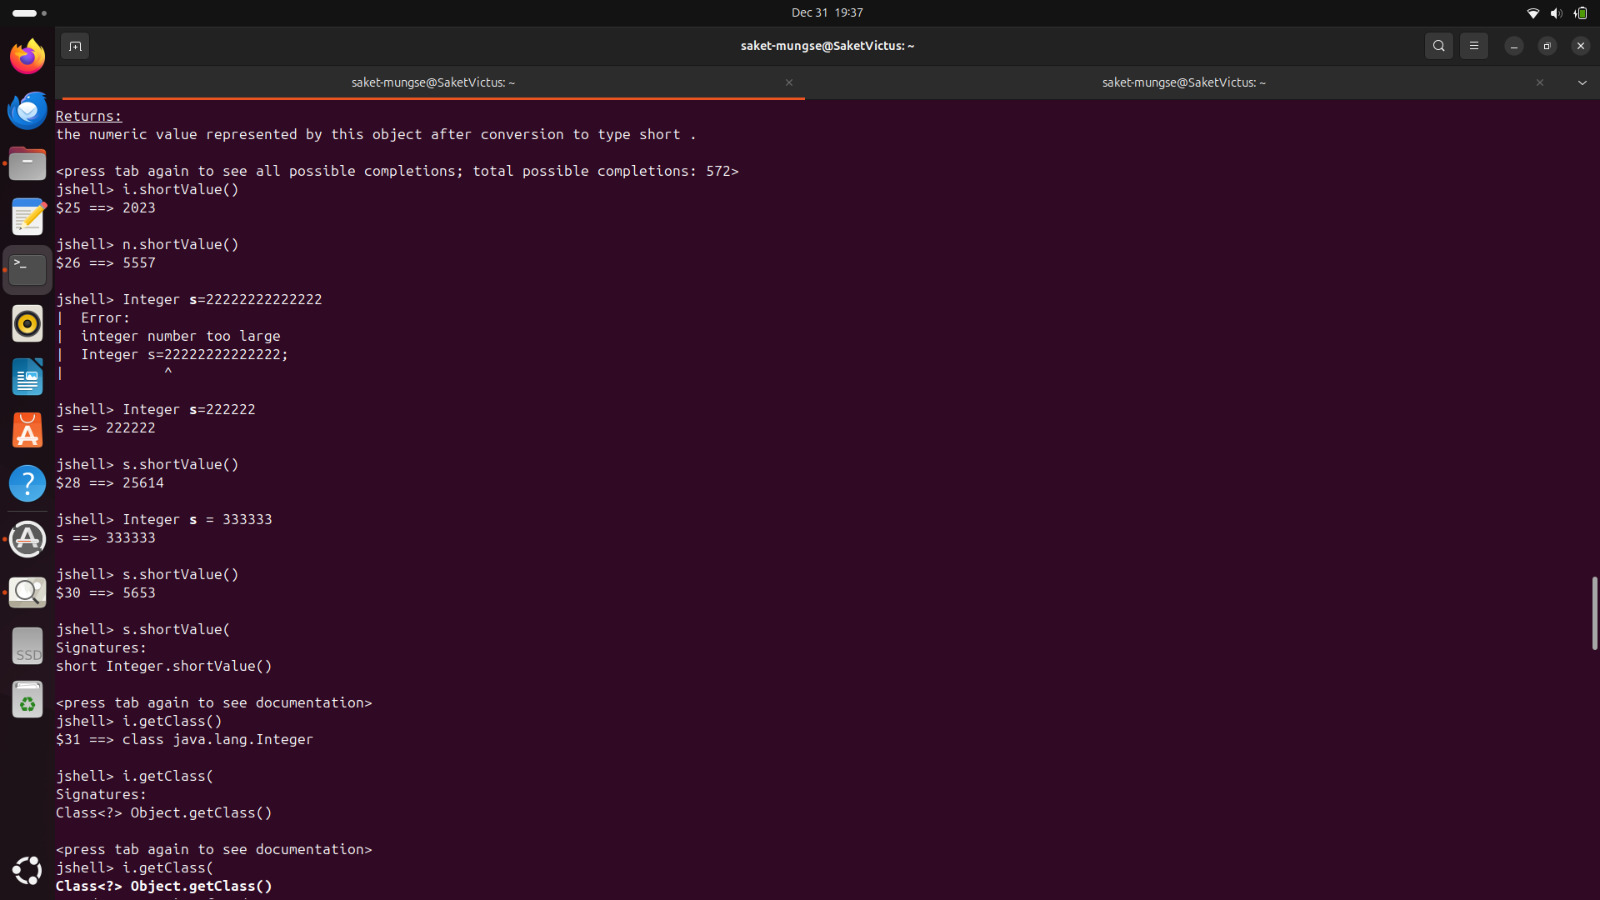 Dec 31 19:37
saket-mungse@SaketVictus: ~
saket-mungse@SaketVictus: ~
saket-mungse@SaketVictus: ~
Returns:
the numeric value represented by this object after conversion to type short .
<press tab again to see all possible completions; total possible completions: 572>
jshell> i.shortValue()
$25 ==> 2023
jshell> n.shortValue()
$26 ==> 5557
jshell> Integer s=22222222222222
|  Error:
|  integer number too large
|  Integer s=22222222222222;
|            ^
jshell> Integer s=222222
s ==> 222222
jshell> s.shortValue()
$28 ==> 25614
jshell> Integer s = 333333
s ==> 333333
jshell> s.shortValue()
$30 ==> 5653
jshell> s.shortValue(
Signatures:
short Integer.shortValue()
<press tab again to see documentation>
jshell> i.getClass()
$31 ==> class java.lang.Integer
jshell> i.getClass(
Signatures:
Class<?> Object.getClass()
<press tab again to see documentation>
jshell> i.getClass(
Class<?> Object.getClass()
SSD